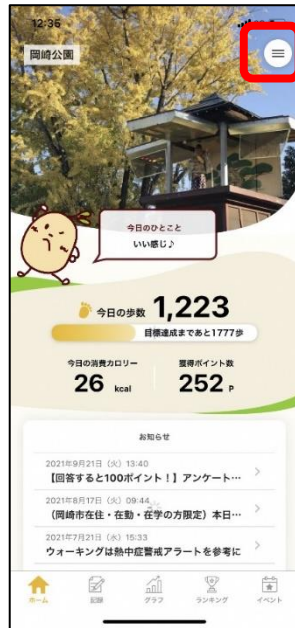 12:36
岡崎公園
今日のひとこと
いい感じ♪
今日の歩数 1,223
目標達成まであと1777歩
今日の消費カロリー
獲得ポイント数
26 kcal
252 P
お知らせ
2021年9月21日（火）13:40
【回答すると100ポイント！】アンケート…
2021年8月17日（火）09:44
（岡崎市在住・在勤・在学の方限定）本日…
2021年7月21日（水）15:33
ウォーキングは熱中症警戒アラートを参考に
ホーム
記録
グラフ
ランキング
イベント